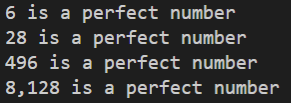 6 is a perfect number
28 is a perfect number
496 is a perfect number
8,128 is a perfect number